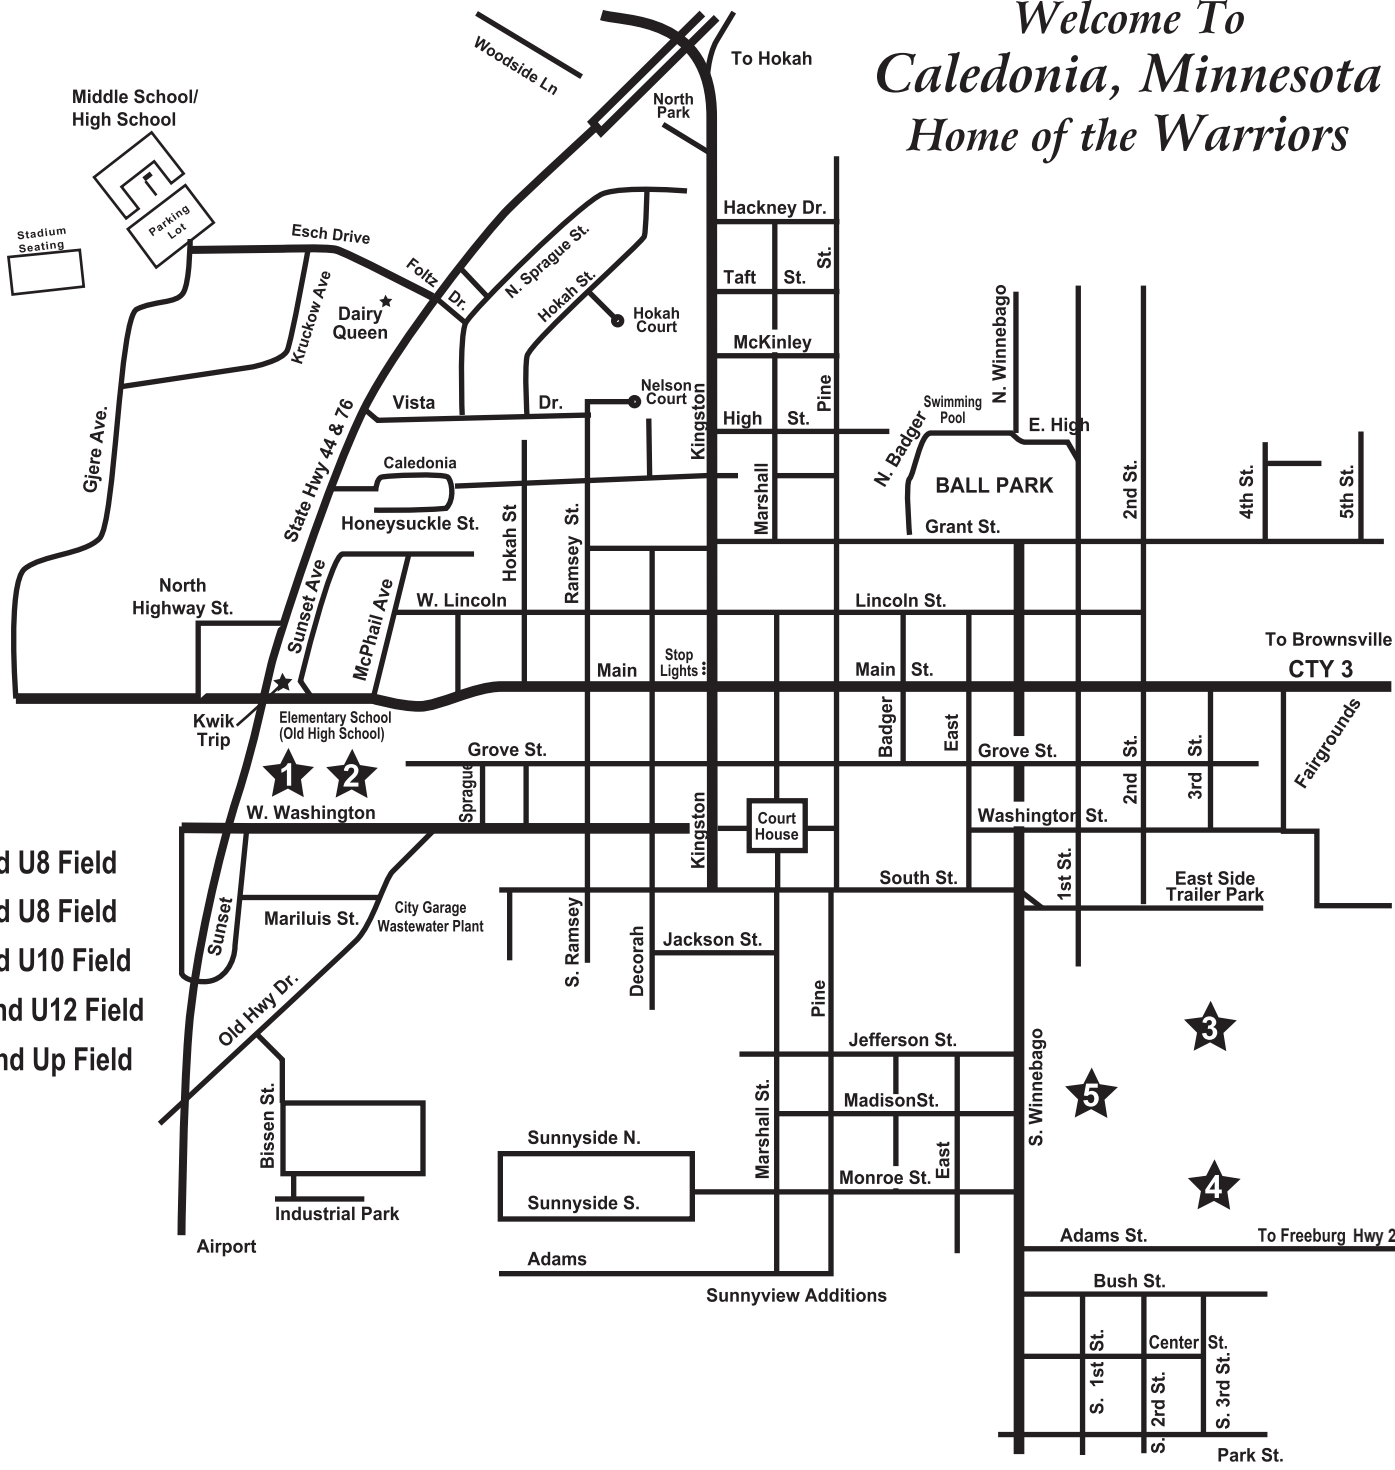 Welcome To
Caledonia, Minnesota
Home of the Warriors
Woodside Ln
To Hokah
North
Park
Middle School/
High School
Parking
Lot
Stadium
Seating
Esch Drive
Foltz
Dr.
N. Sprague St.
Hokah St.
Hokah
Court
Kruckow Ave
Dairy
Queen
Hackney Dr.
Taft St.
St.
McKinley
Pine
High St.
Kingston
Marshall
Nelson
Court
Vista Dr.
Gjere Ave.
State Hwy 44 & 76
Caledonia
Honeysuckle St.
Hokah St
Ramsey St.
N. Winnebago
Swimming
Pool
N. Badger
E. High
BALL PARK
Grant St.
2nd St.
4th St.
5th St.
North
Highway St.
Sunset Ave
McPhail Ave
W. Lincoln
Lincoln St.
Main
Stop
Lights
Main St.
To Brownsville
CTY 3
Kwik
Trip
Elementary School
(Old High School)
1
2
Grove St.
Sprague
W. Washington
Kingston
Court
House
Badger
East
Grove St.
Washington St.
2nd St.
3rd St.
Fairgrounds
1st St.
South St.
East Side
Trailer Park
d U8 Field
d U8 Field
d U10 Field
nd U12 Field
nd Up Field
Sunset
Mariluis St.
City Garage
Wastewater Plant
Old Hwy Dr.
S. Ramsey
Decorah
Jackson St.
Pine
Jefferson St.
Marshall St.
MadisonSt.
Monroe St.
East
S. Winnebago
3
5
4
Bissen St.
Industrial Park
Airport
Sunnyside N.
Sunnyside S.
Adams
Sunnyview Additions
Adams St.
To Freeburg Hwy 2
Bush St.
Center St.
S. 1st St.
S. 2rd St.
S. 3rd St.
Park St.